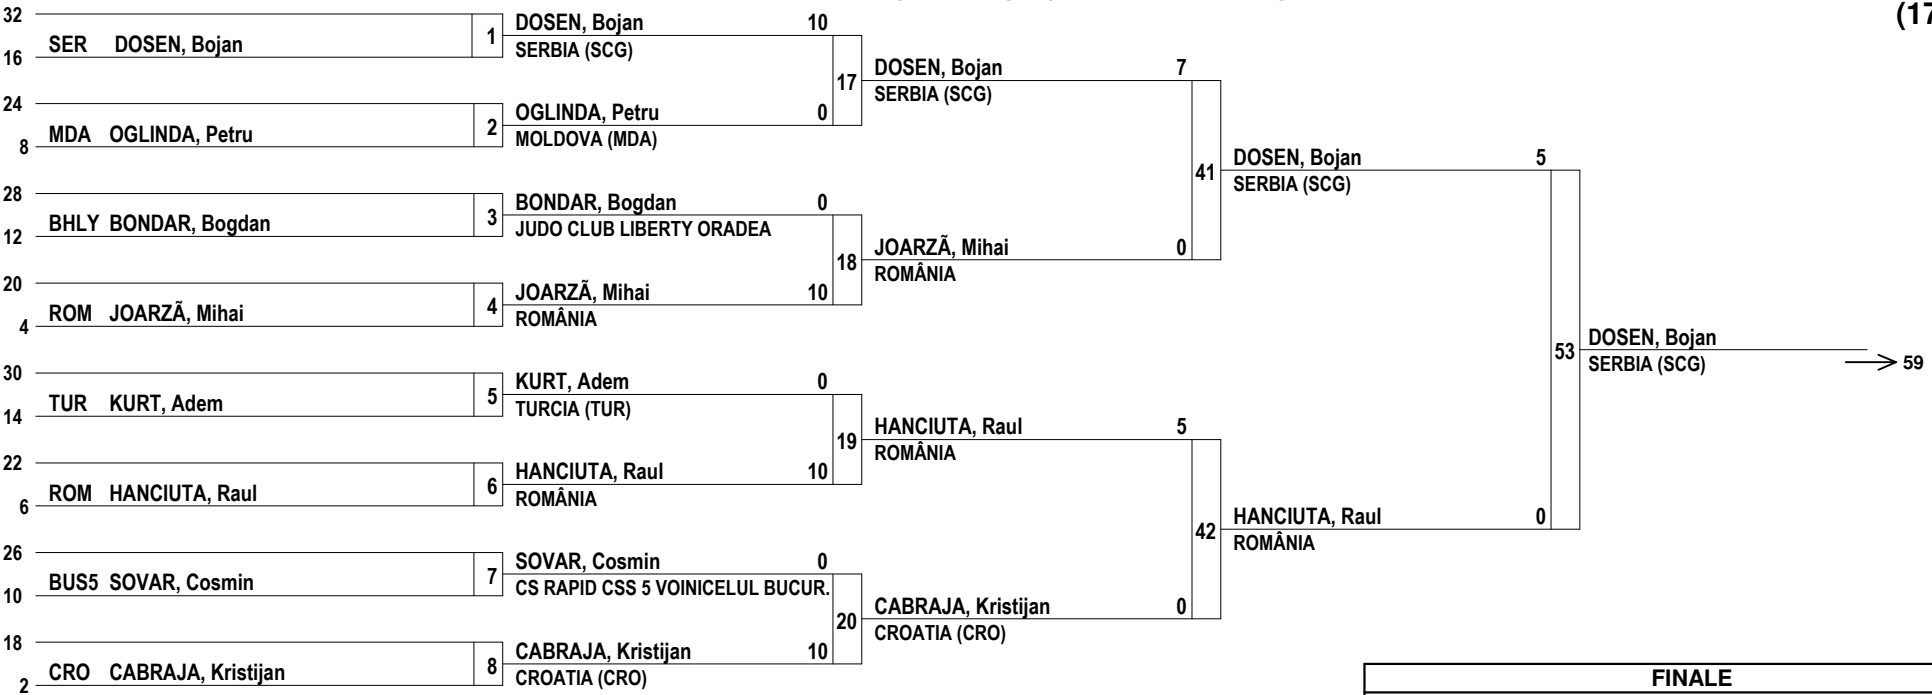 (17
32
SER DOSEN, Bojan
16
1
DOSEN, Bojan 10
SERBIA (SCG)
24
MDA OGLINDA, Petru
8
2
OGLINDA, Petru 0
MOLDOVA (MDA)
17
DOSEN, Bojan 7
SERBIA (SCG)
28
BHLY BONDAR, Bogdan
12
3
BONDAR, Bogdan 0
JUDO CLUB LIBERTY ORADEA
20
ROM JOARZÃ, Mihai
4
4
JOARZÃ, Mihai 10
ROMÂNIA
18
JOARZÃ, Mihai 0
ROMÂNIA
41
DOSEN, Bojan 5
SERBIA (SCG)
30
TUR KURT, Adem
14
5
KURT, Adem 0
TURCIA (TUR)
22
ROM HANCIUTA, Raul
6
6
HANCIUTA, Raul 10
ROMÂNIA
19
HANCIUTA, Raul 5
ROMÂNIA
26
BUS5 SOVAR, Cosmin
10
7
SOVAR, Cosmin 0
CS RAPID CSS 5 VOINICELUL BUCUR.
18
CRO CABRAJA, Kristijan
2
8
CABRAJA, Kristijan 10
CROATIA (CRO)
20
CABRAJA, Kristijan 0
CROATIA (CRO)
42
HANCIUTA, Raul 0
ROMÂNIA
53
DOSEN, Bojan
SERBIA (SCG)
59
FINALE